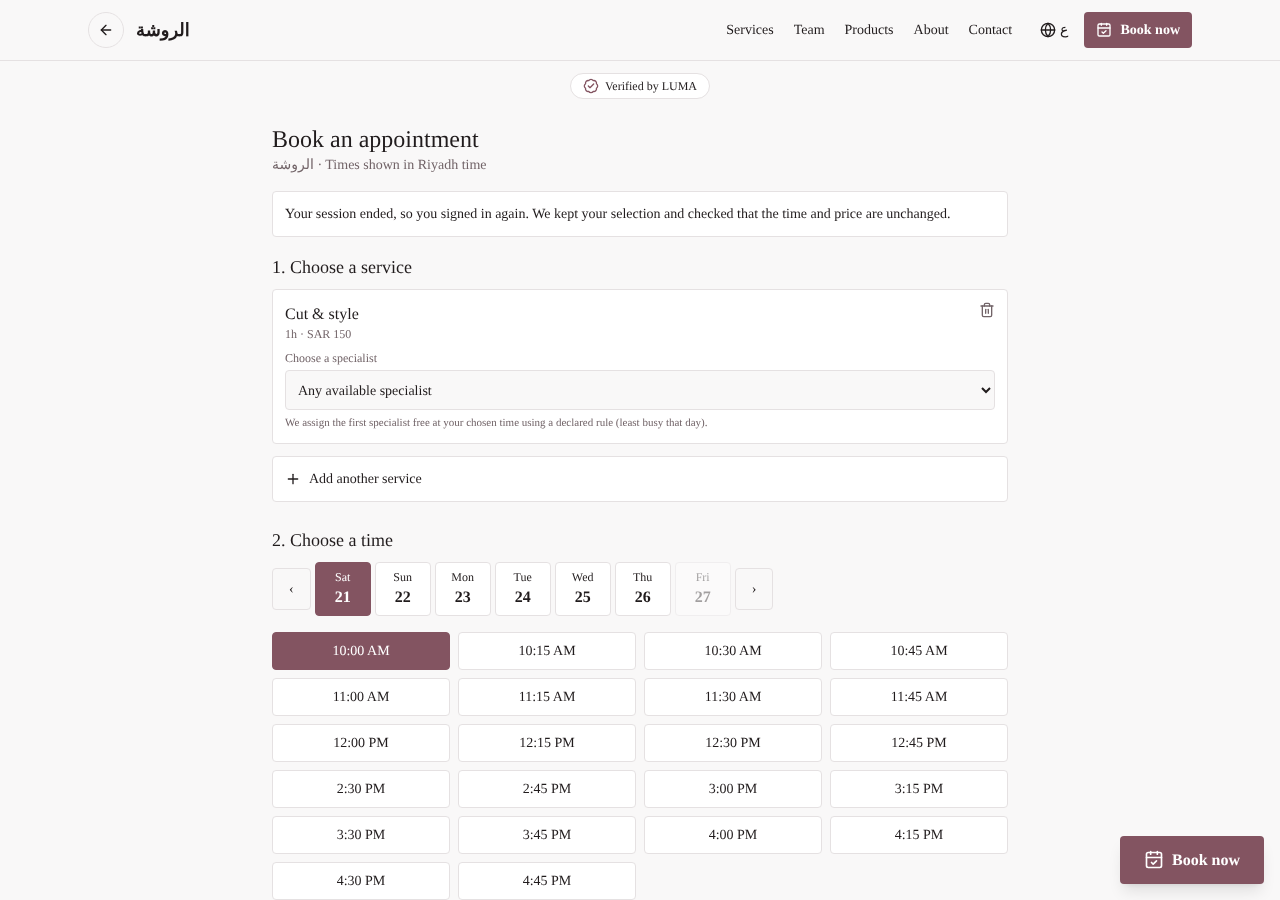 الروشة
Services
Team
Products
About
Contact
ع
Book now
Verified by LUMA
Book an appointment
الروشة · Times shown in Riyadh time
Your session ended, so you signed in again. We kept your selection and checked that the time and price are unchanged.
1. Choose a service
Cut & style
1h · SAR 150
Choose a specialist
Any available specialist
We assign the first specialist free at your chosen time using a declared rule (least busy that day).
Add another service
2. Choose a time
‹
Sat
21
Sun
22
Mon
23
Tue
24
Wed
25
Thu
26
Fri
27
›
10:00 AM
10:15 AM
10:30 AM
10:45 AM
11:00 AM
11:15 AM
11:30 AM
11:45 AM
12:00 PM
12:15 PM
12:30 PM
12:45 PM
2:30 PM
2:45 PM
3:00 PM
3:15 PM
3:30 PM
3:45 PM
4:00 PM
4:15 PM
4:30 PM
4:45 PM
Book now